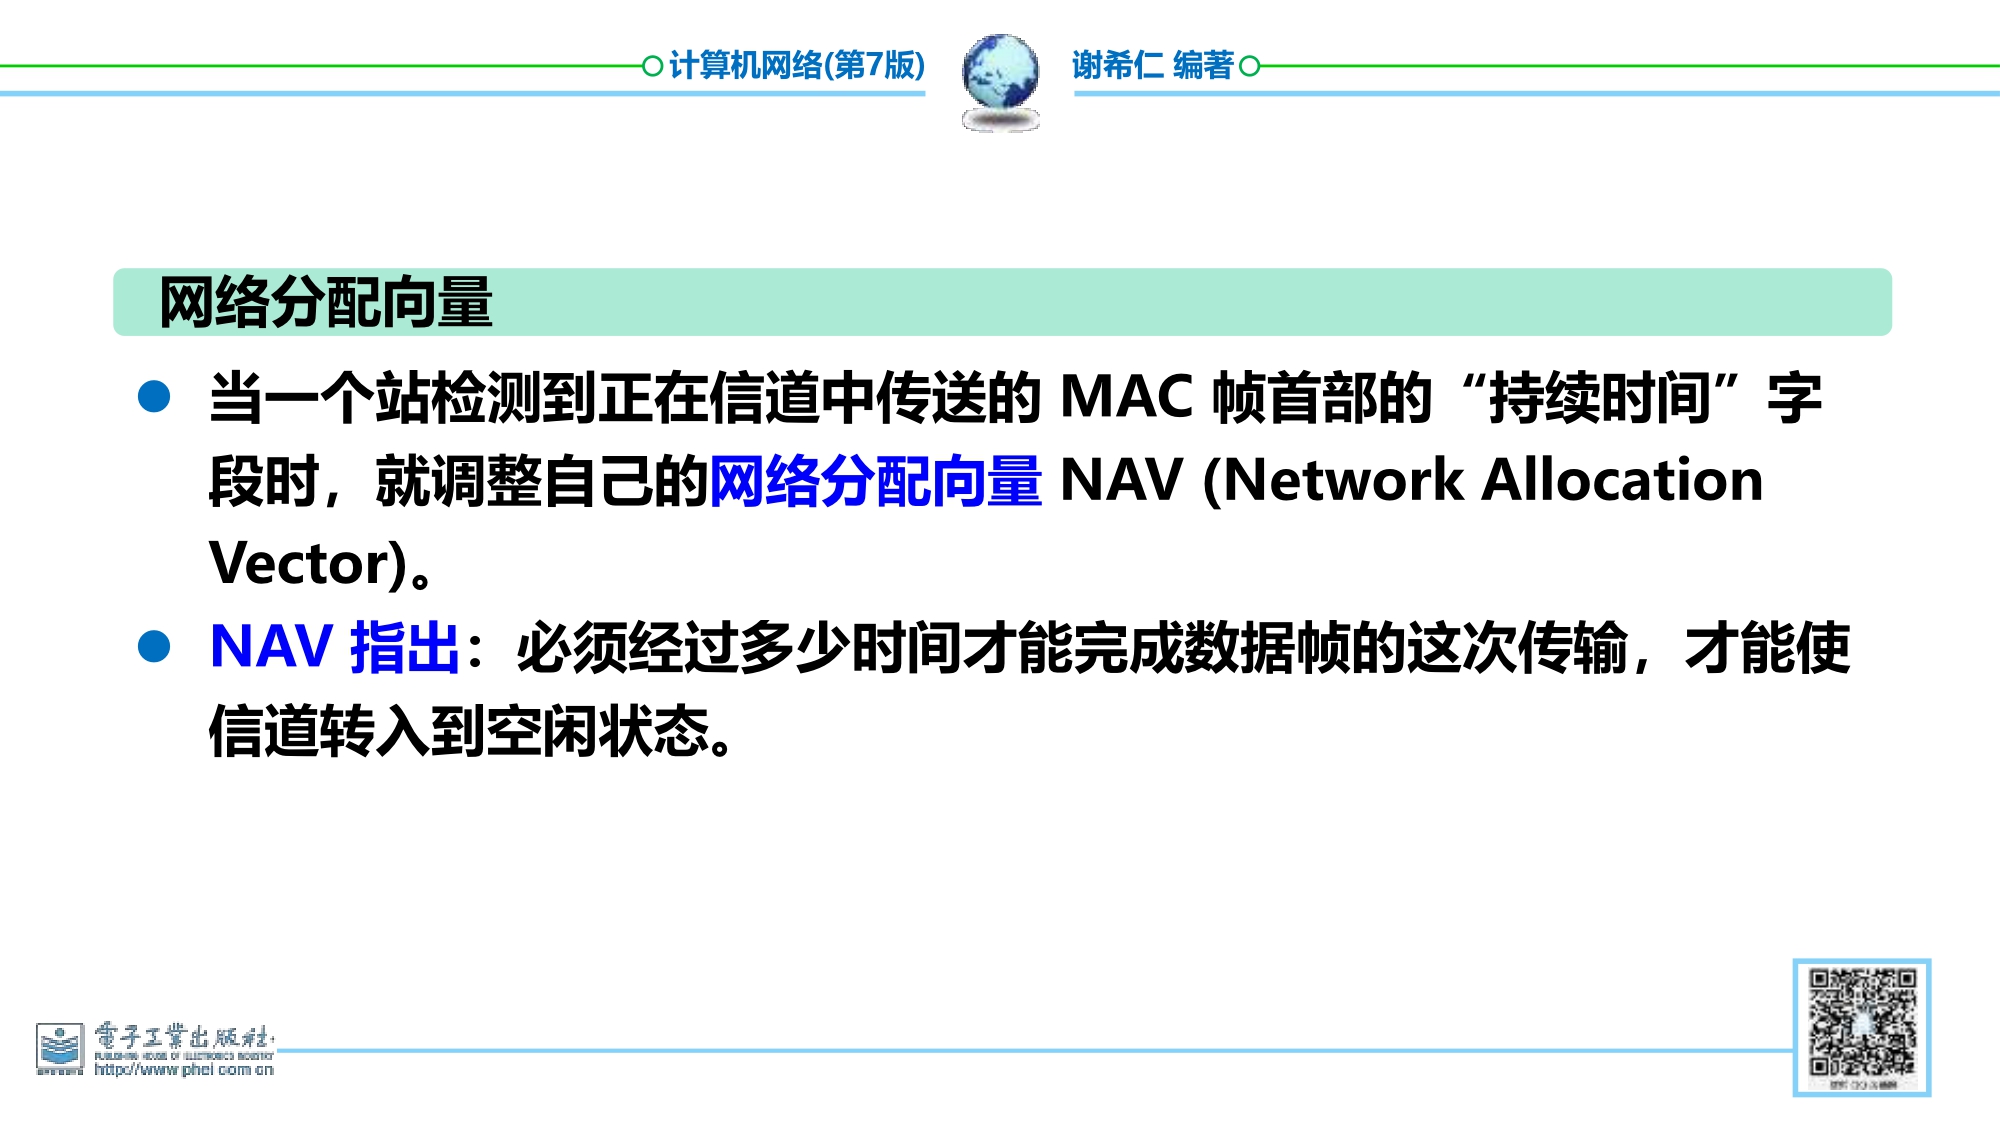 计算机网络(第7版)
谢希仁 编著
网络分配向量
当一个站检测到正在信道中传送的 MAC 帧首部的“持续时间”字
段时，就调整自己的网络分配向量 NAV (Network Allocation
Vector)。
NAV 指出：必须经过多少时间才能完成数据帧的这次传输，才能使
信道转入到空闲状态。
電子工業出版社
PUBLISHING HOUSE OF ELECTRONICS INDUSTRY
http://www.phei.com.cn